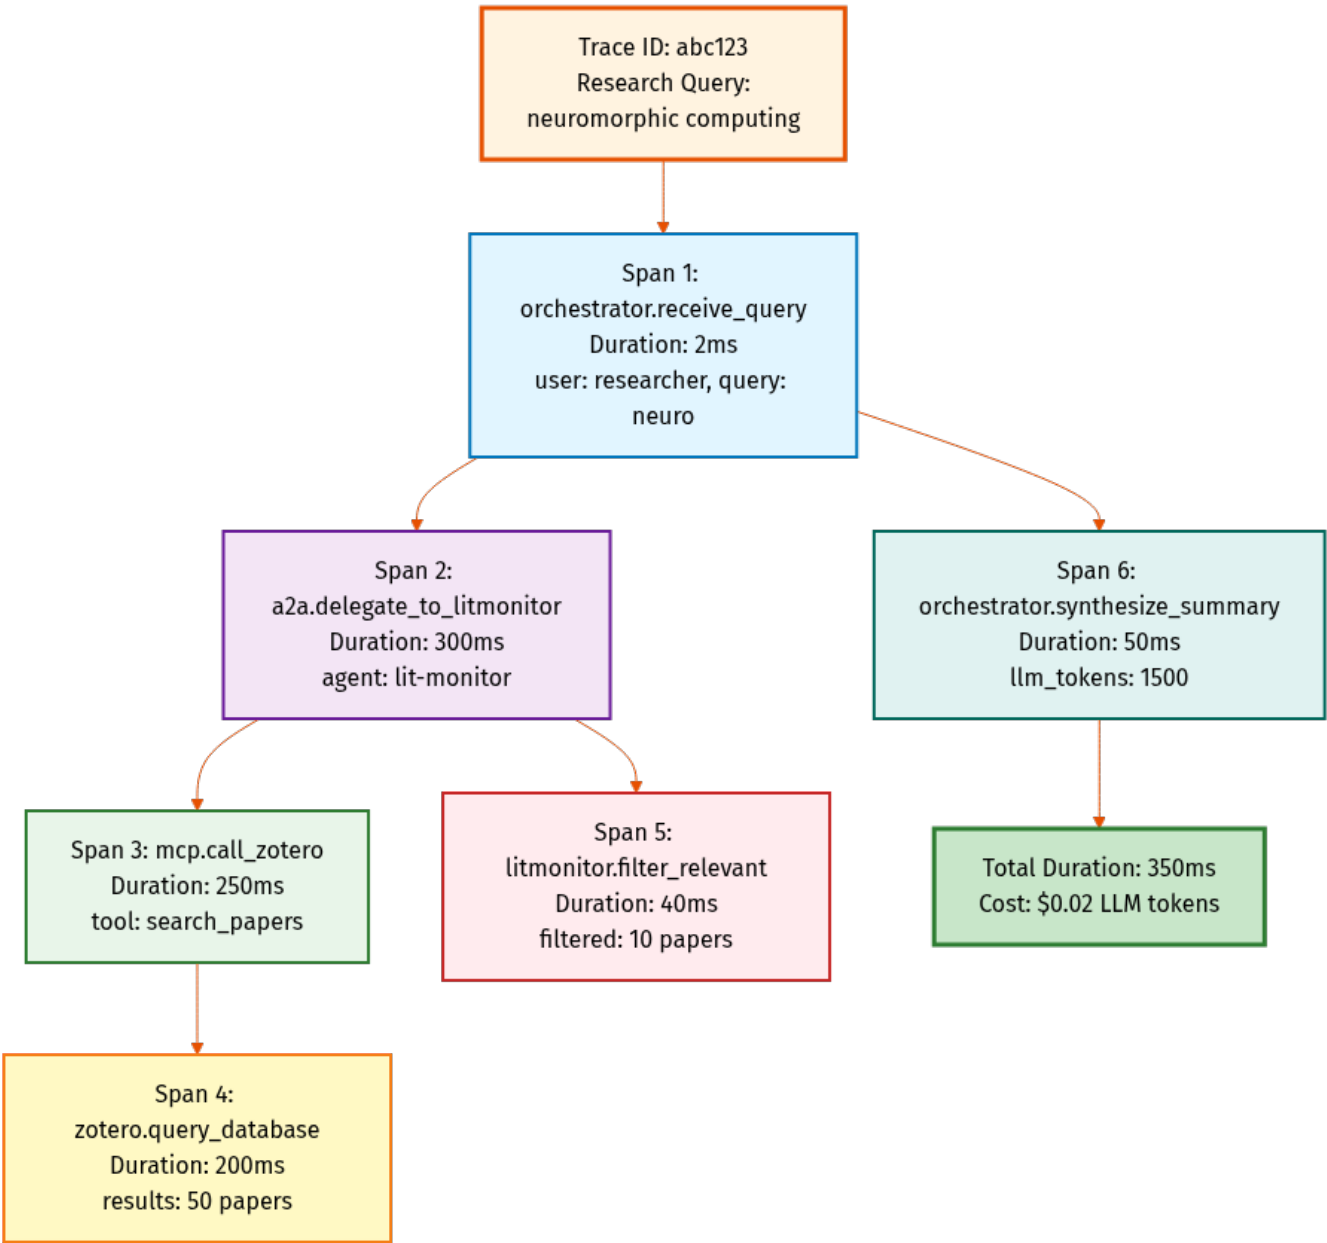 Trace ID: abc123
Research Query:
neuromorphic computing
Span 1:
orchestrator.receive_query
Duration: 2ms
user: researcher, query:
neuro
Span 2:
a2a.delegate_to_litmonitor
Duration: 300ms
agent: lit-monitor
Span 6:
orchestrator.synthesize_summary
Duration: 50ms
llm_tokens: 1500
Span 3: mcp.call_zotero
Duration: 250ms
tool: search_papers
Span 5:
litmonitor.filter_relevant
Duration: 40ms
filtered: 10 papers
Total Duration: 350ms
Cost: $0.02 LLM tokens
Span 4:
zotero.query_database
Duration: 200ms
results: 50 papers